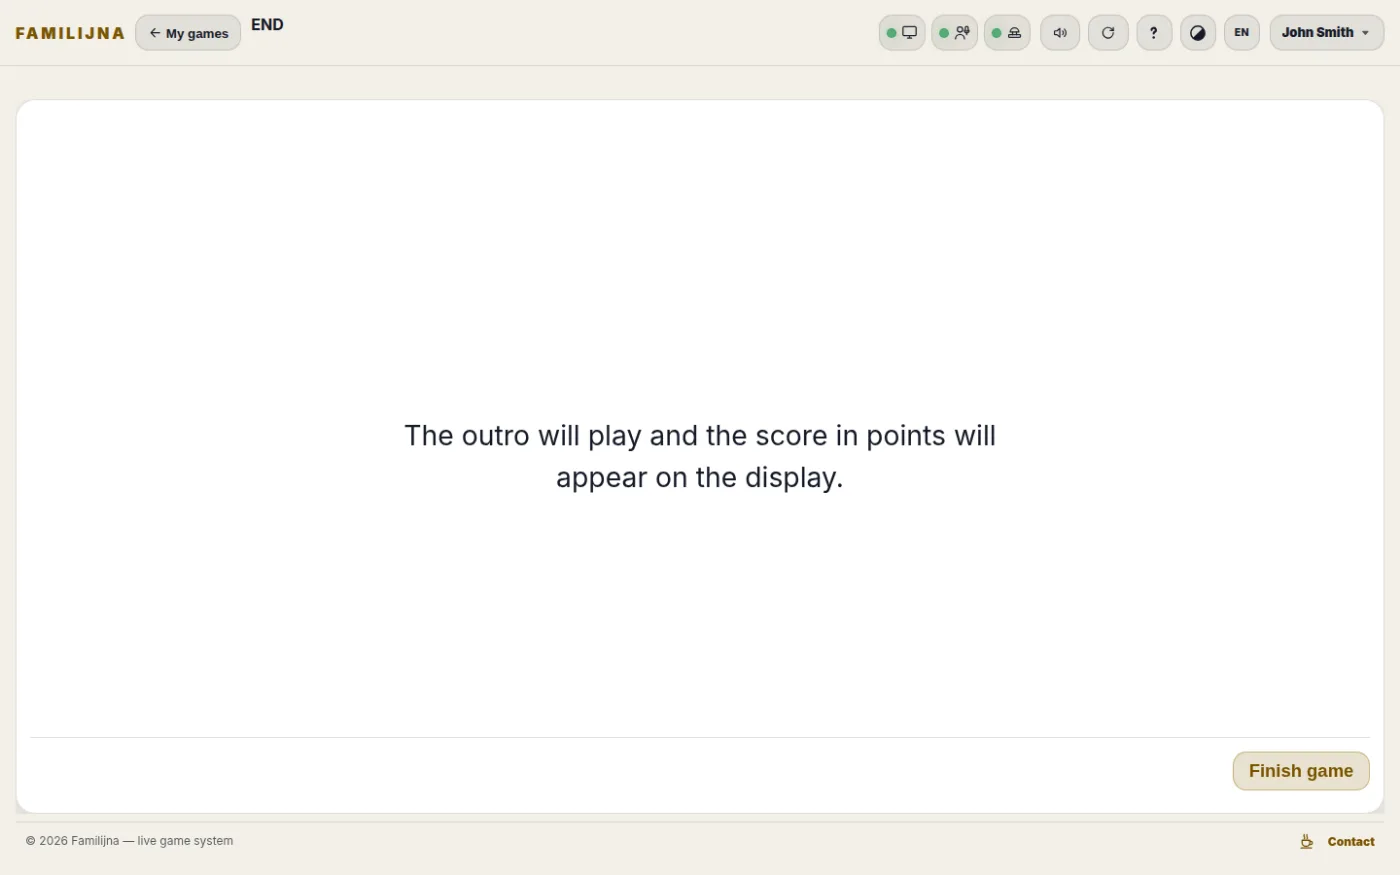 FAMILIJNA
My games
END
?
EN
John Smith
The outro will play and the score in points will
appear on the display.
Finish game
© 2026 Familijna — live game system
Contact